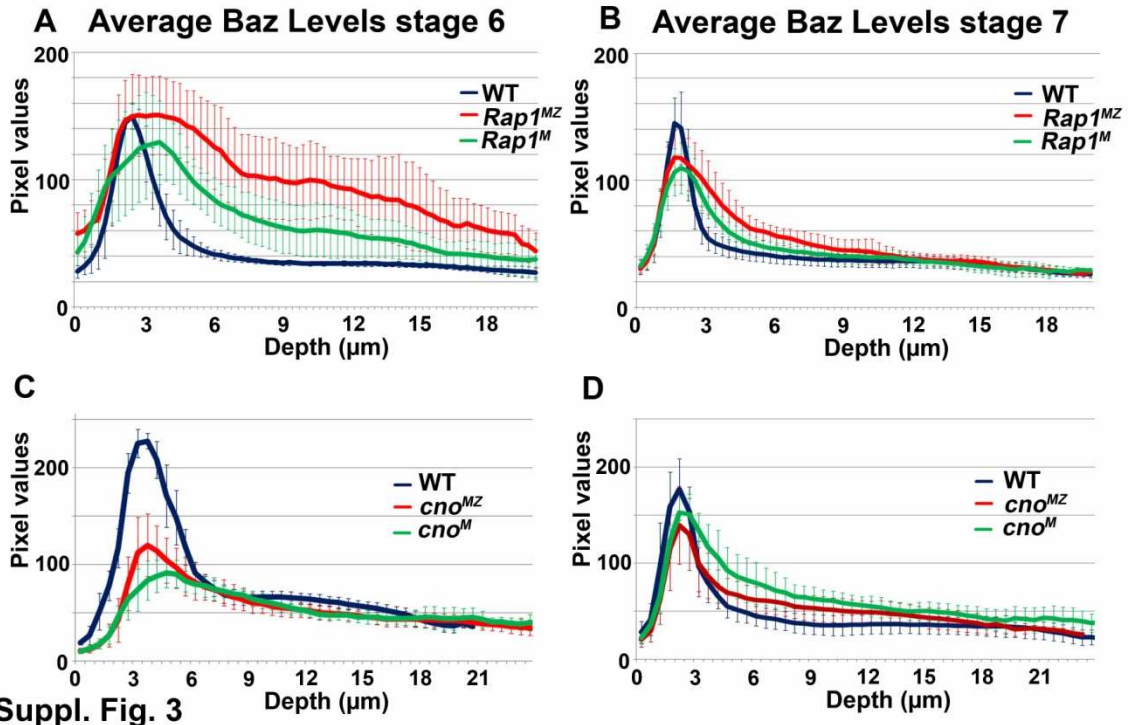 A Average Baz Levels stage 6
200
100
0
Pixel values
0 3 6 9 12 15 18
Depth (µm)
WT
Rap1MZ
Rap1M
B Average Baz Levels stage 7
200
100
0
Pixel values
0 3 6 9 12 15 18
Depth (µm)
WT
Rap1MZ
Rap1M
C
200
100
0
Pixel values
0 3 6 9 12 15 18 21
Depth (µm)
WT
cnoMZ
cnoM
D
200
100
0
Pixel values
0 3 6 9 12 15 18 21
Depth (µm)
WT
cnoMZ
cnoM
Suppl. Fig. 3